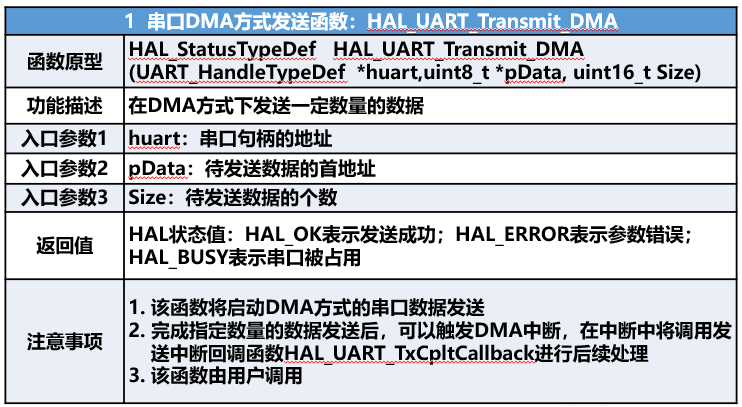 1 串口DMA方式发送函数：HAL_UART_Transmit_DMA
函数原型
HAL_StatusTypeDef HAL_UART_Transmit_DMA
(UART_HandleTypeDef *huart,uint8_t *pData, uint16_t Size)
功能描述
在DMA方式下发送一定数量的数据
入口参数1
huart：串口句柄的地址
入口参数2
pData：待发送数据的首地址
入口参数3
Size：待发送数据的个数
返回值
HAL状态值：HAL_OK表示发送成功；HAL_ERROR表示参数错误；
HAL_BUSY表示串口被占用
注意事项
1. 该函数将启动DMA方式的串口数据发送
2. 完成指定数量的数据发送后，可以触发DMA中断，在中断中将调用发
送中断回调函数HAL_UART_TxCpltCallback进行后续处理
3. 该函数由用户调用